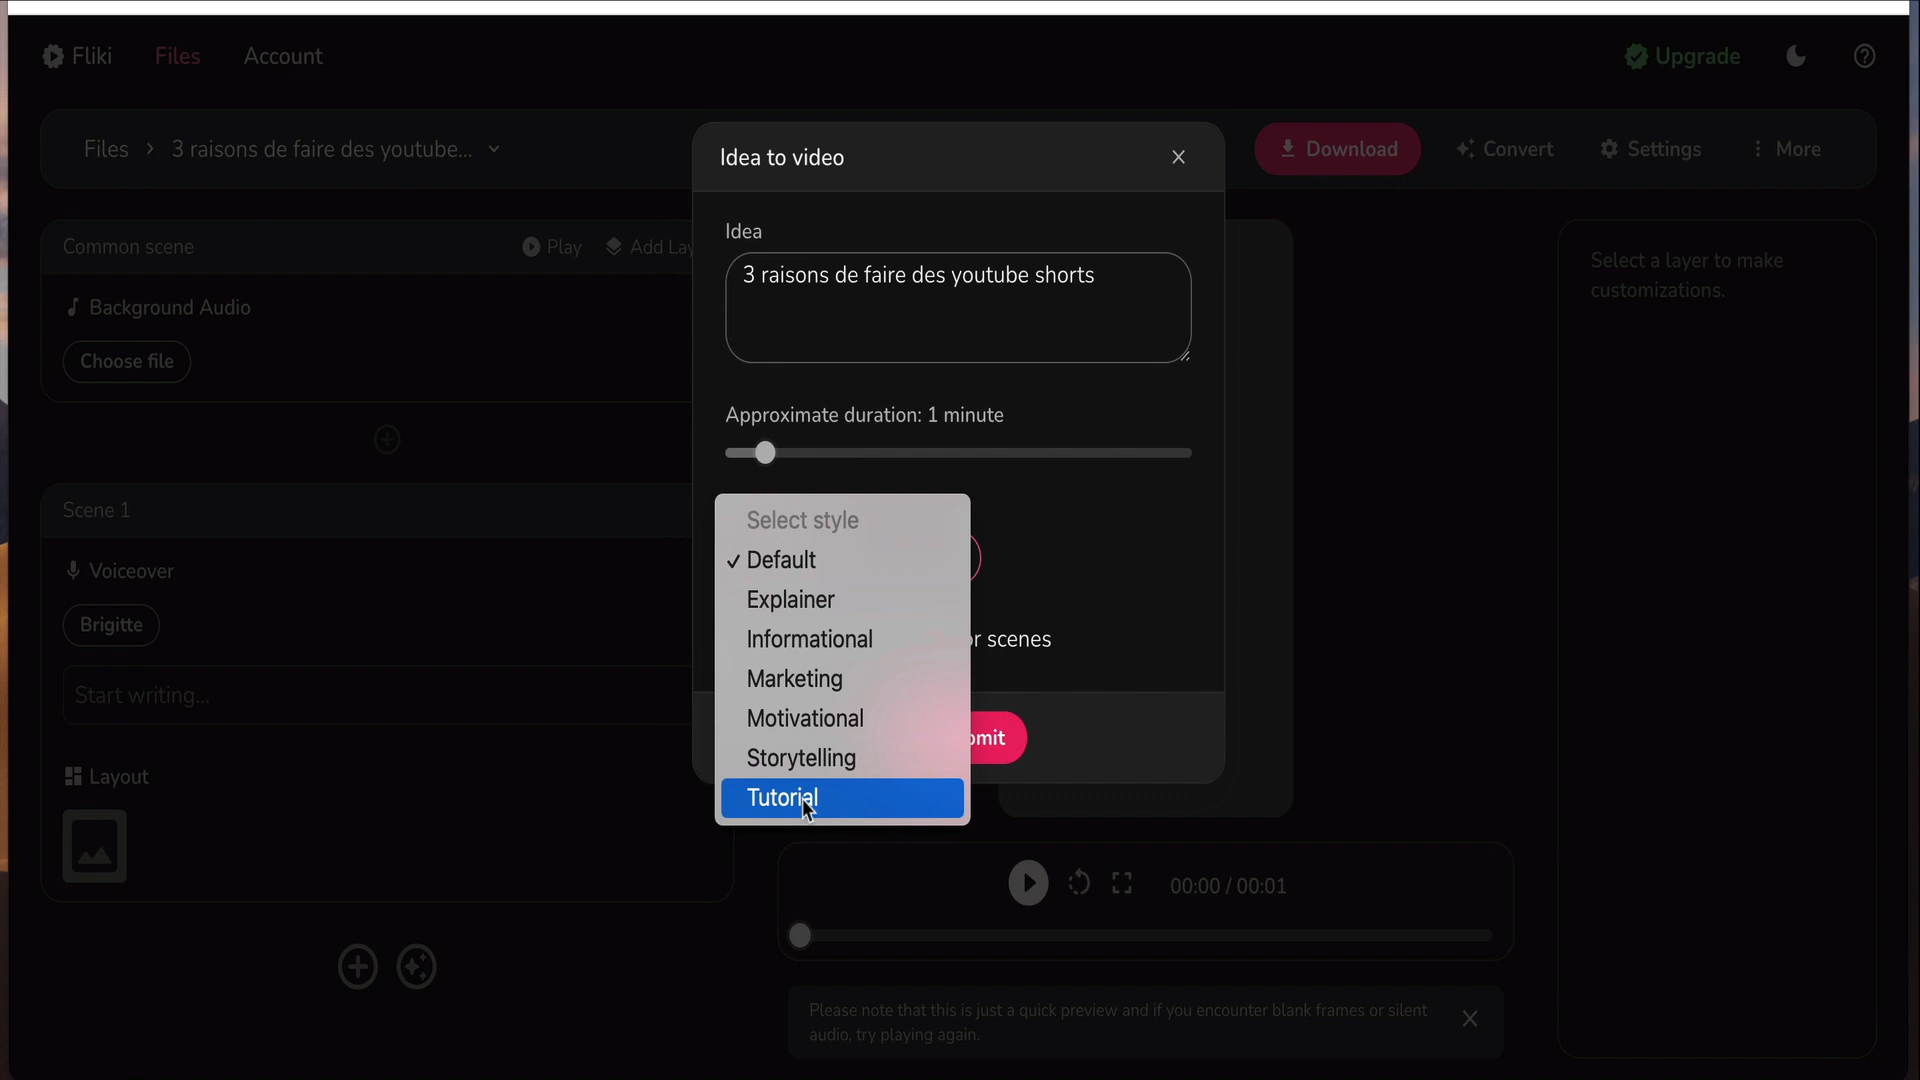 Fliki
Files
Account
Upgrade
Files
3 raisons de faire des youtube...
Download
Convert
Settings
More
Idea to video
Common scene
Play
Add Lay
Background Audio
Choose file
Scene 1
Voiceover
Brigitte
Start writing...
Layout
Idea
3 raisons de faire des youtube shorts
Approximate duration: 1 minute
Select style
Default
Explainer
Informational
Marketing
Motivational
Storytelling
Tutorial
scenes
Select a layer to make
customizations.
00:00 / 00:01
Please note that this is just a quick preview and if you encounter blank frames or silent
audio, try playing again.